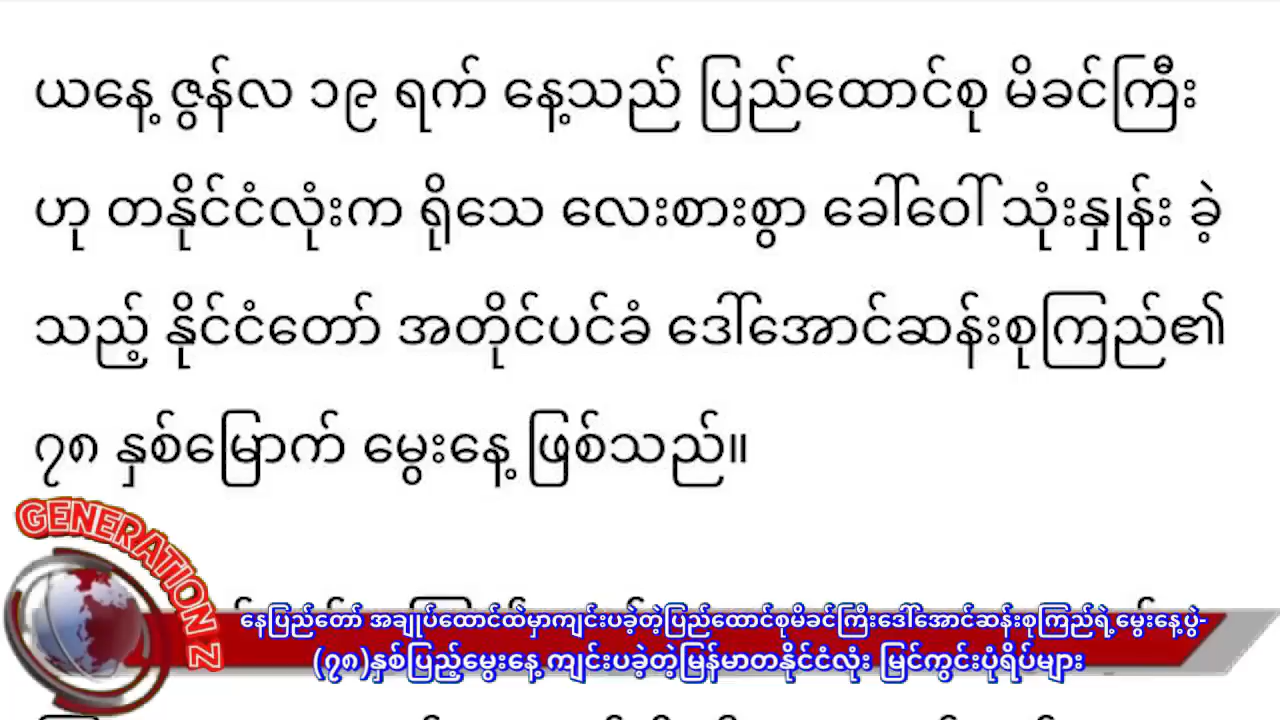 ယနေ့ ဇွန်လ ၁၉ ရက် နေ့သည် ပြည်ထောင်စု မိခင်ကြီး
ဟု တနိုင်ငံလုံးက ရိုသေ လေးစားစွာ ခေါ်ဝေါ် သုံးနှုန်း ခဲ့
သည့် နိုင်ငံတော် အတိုင်ပင်ခံ ဒေါ်အောင်ဆန်းစုကြည်၏
၇၈ နှစ်မြောက် မွေးနေ့ ဖြစ်သည်။
GENERATION Z
နေပြည်တော် အချုပ်ထောင်ထဲမှာကျင်းပခဲ့တဲ့ပြည်ထောင်စုမိခင်ကြီးဒေါ်အောင်ဆန်းစုကြည်ရဲ့မွေးနေ့ပွဲ-
(၇၈)နှစ်ပြည့်မွေးနေ့ ကျင်းပခဲ့တဲ့မြန်မာတနိုင်ငံလုံး မြင်ကွင်းပုံရိပ်များ